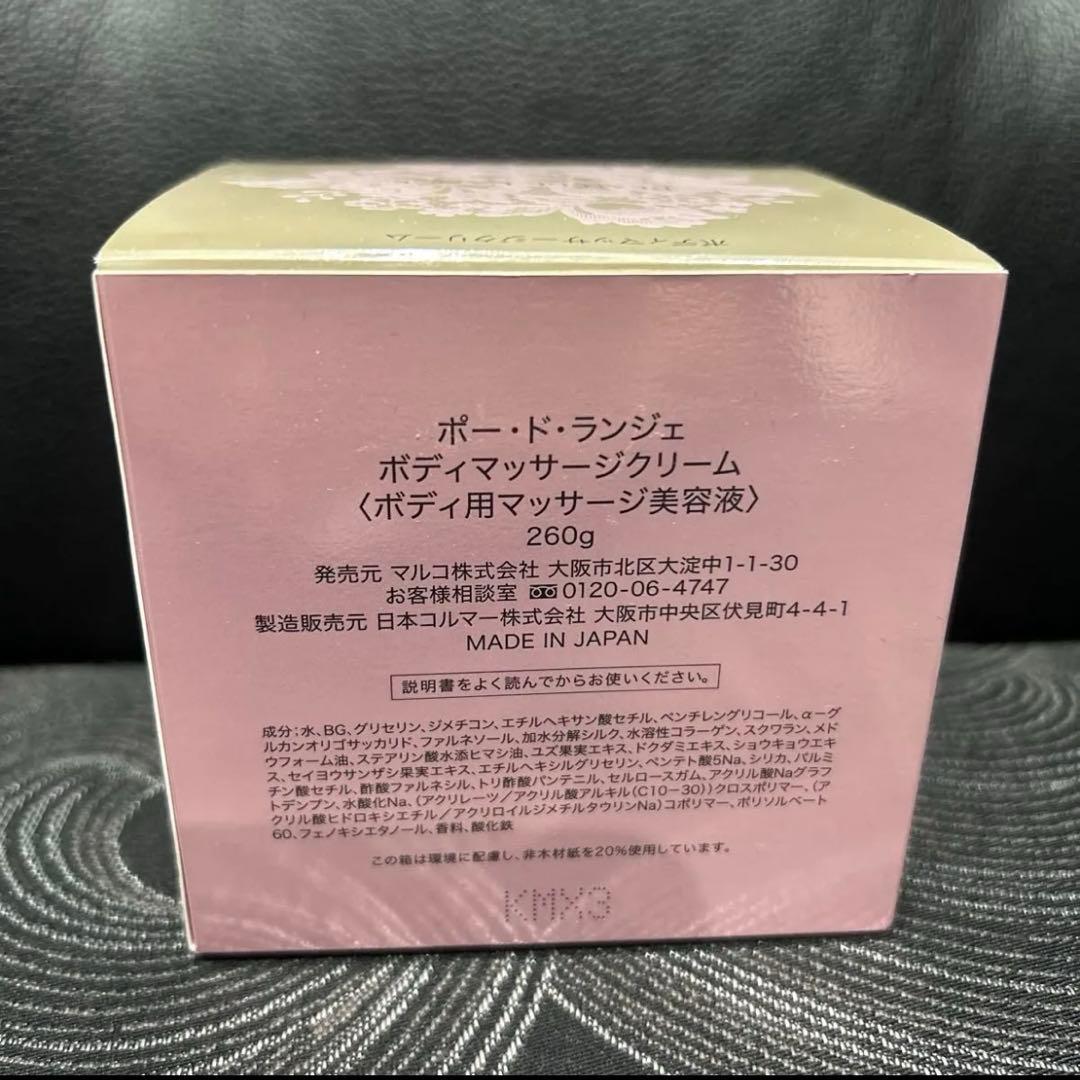 ボディマッサージクリーム
ポー・ド・ランジェ
ボディマッサージクリーム
〈ボディ用マッサージ美容液〉
260g
発売元 マルコ株式会社 大阪市北区大淀中1-1-30
お客様相談室 0120-06-4747
製造販売元 日本コルマー株式会社 大阪市中央区伏見町4-4-1
MADE IN JAPAN
説明書をよく読んでからお使いください。
成分:水、BG、グリセリン、ジメチコン、エチルヘキサン酸セチル、ペンチレングリコール、α-グ
ルカンオリゴサッカリド、ファルネソール、加水分解シルク、水溶性コラーゲン、スクワラン、メド
ウフォーム油、ステアリン酸水添ヒマシ油、ユズ果実エキス、ドクダミエキス、ショウキョウエキ
ス、セイヨウサンザシ果実エキス、エチルヘキシルグリセリン、ペンテト酸5Na、シリカ、パルミ
チン酸セチル、酢酸ファルネシル、トリ酢酸パンテニル、セルロースガム、アクリル酸Naグラフ
トデンプン、水酸化Na、(アクリレーツ/アクリル酸アルキル(C10-30))クロスポリマー、(ア
クリル酸ヒドロキシエチル/アクリロイルジメチルタウリンNa)コポリマー、ポリソルベート
60、フェノキシエタノール、香料、酸化鉄
この箱は環境に配慮し、非木材紙を20%使用しています。
KMX3